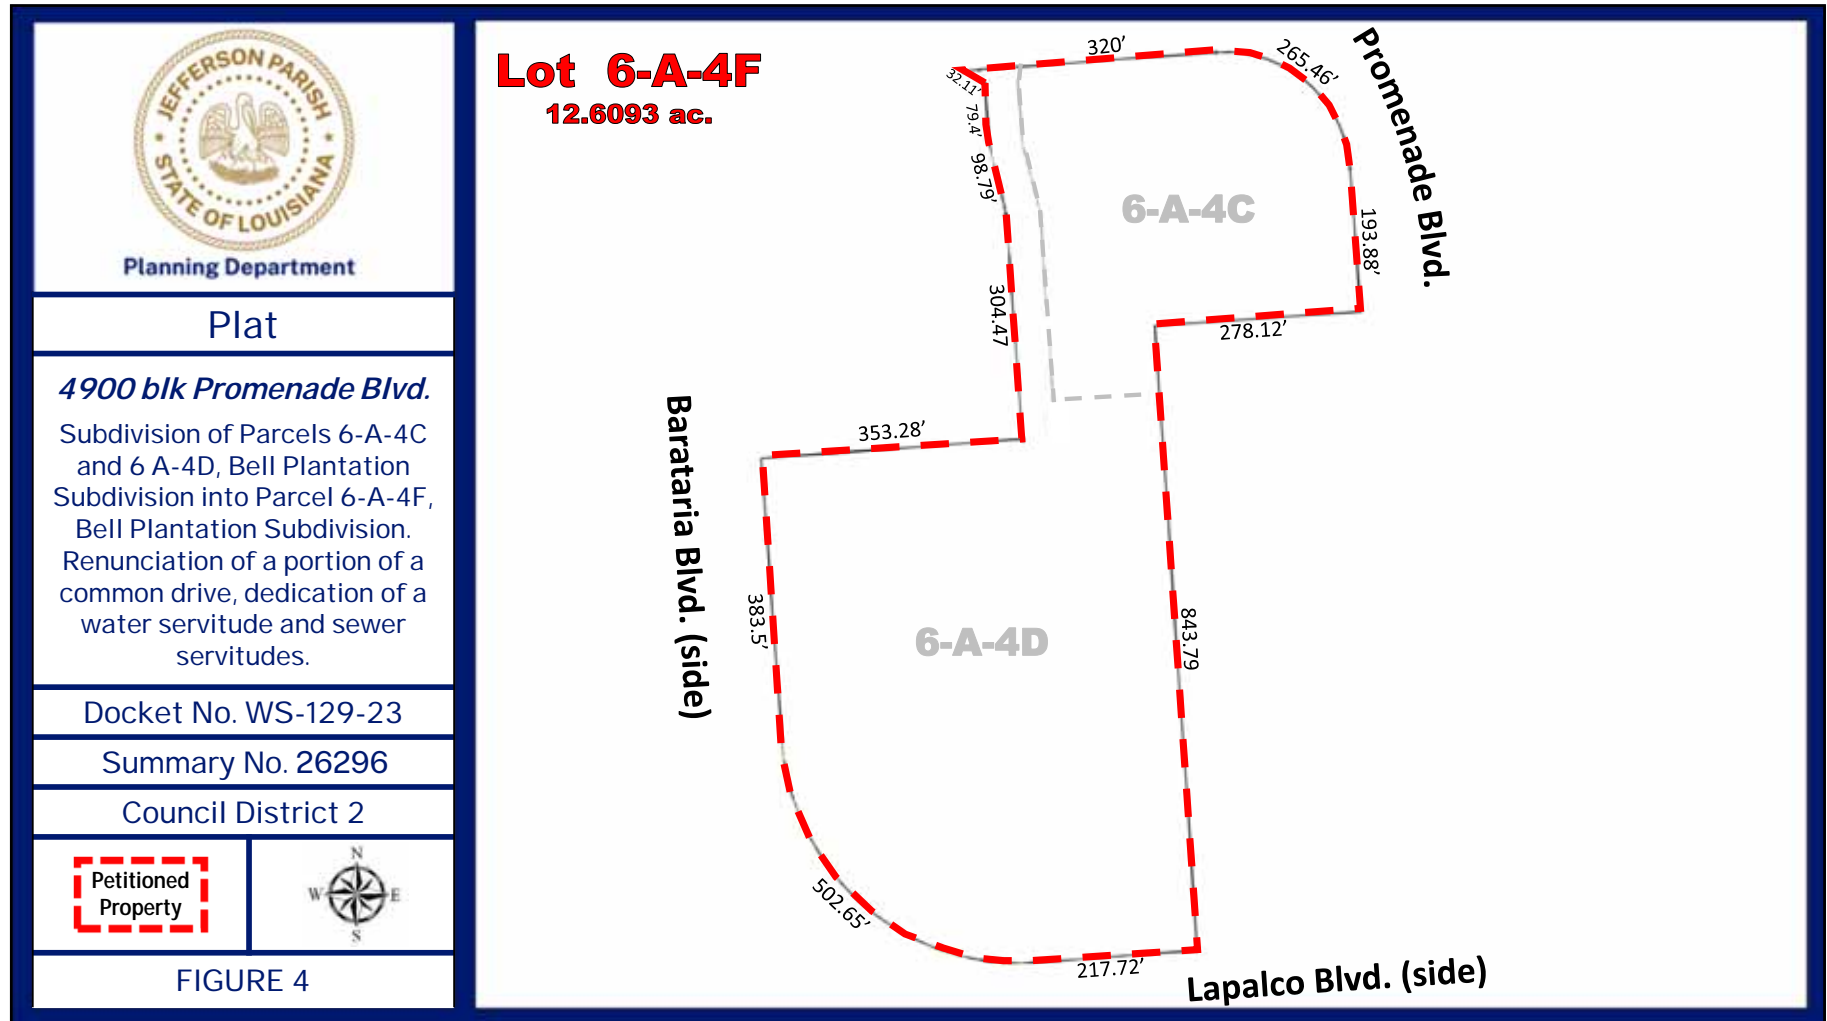 JEFFERSON PARISH
STATE OF LOUISIANA
Planning Department
Plat
4900 blk Promenade Blvd.
Subdivision of Parcels 6-A-4C
and 6 A-4D, Bell Plantation
Subdivision into Parcel 6-A-4F,
Bell Plantation Subdivision.
Renunciation of a portion of a
common drive, dedication of a
water servitude and sewer
servitudes.
Docket No. WS-129-23
Summary No. 26296
Council District 2
Petitioned
Property
N
W E
S
FIGURE 4
Lot 6-A-4F
12.6093 ac.
320’
265.46’
Promenade Blvd.
32.11’
79.4’
98.79’
6-A-4C
193.88’
304.47
278.12’
353.28’
Barataria Blvd. (side)
383.5’
6-A-4D
843.79
502.65’
217.72’
Lapalco Blvd. (side)